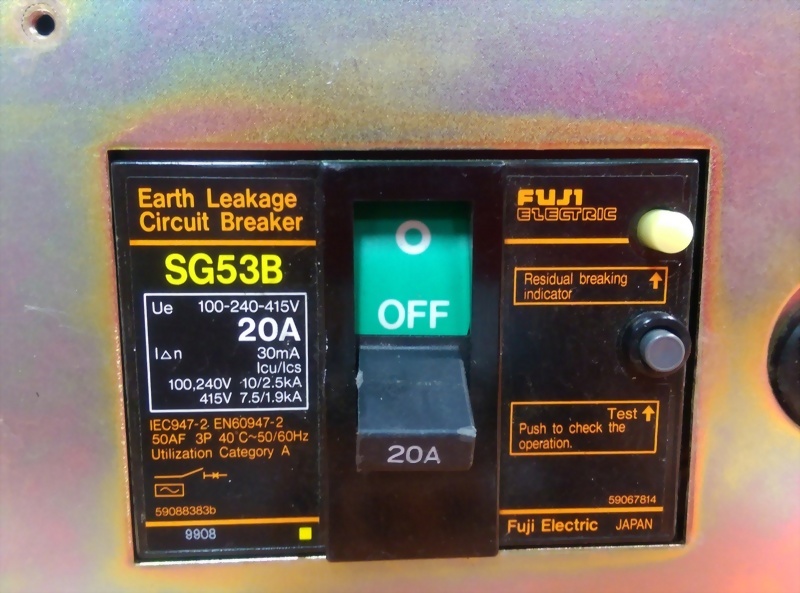 Earth Leakage
Circuit Breaker
SG53B
Ue 100-240-415V
20A
I△n 30mA
Icu/Ics
100,240V 10/2.5kA
415V 7.5/1.9kA
IEC947-2 EN60947-2
50AF 3P 40°C~50/60Hz
Utilization Category A
59088383b
9908
O
OFF
20A
FUJI
ELECTRIC
Residual breaking
indicator ↑
Test ↑
Push to check the
operation.
59067814
Fuji Electric JAPAN